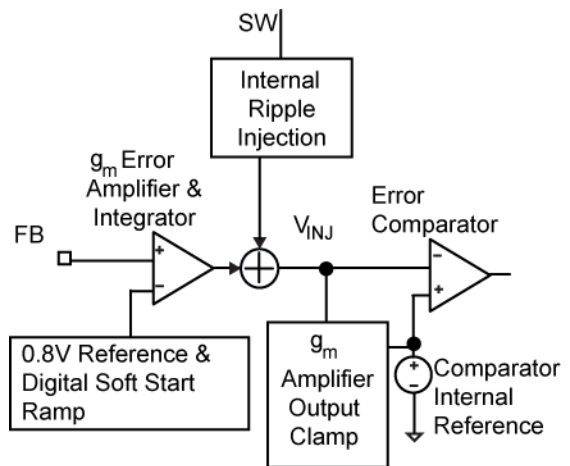 SW
Internal
Ripple
Injection
gm Error
Amplifier &
Integrator
FB
+
−
VINJ
Error
Comparator
−
+
0.8V Reference &
Digital Soft Start
Ramp
gm
Amplifier
Output
Clamp
+
−
Comparator
Internal
Reference